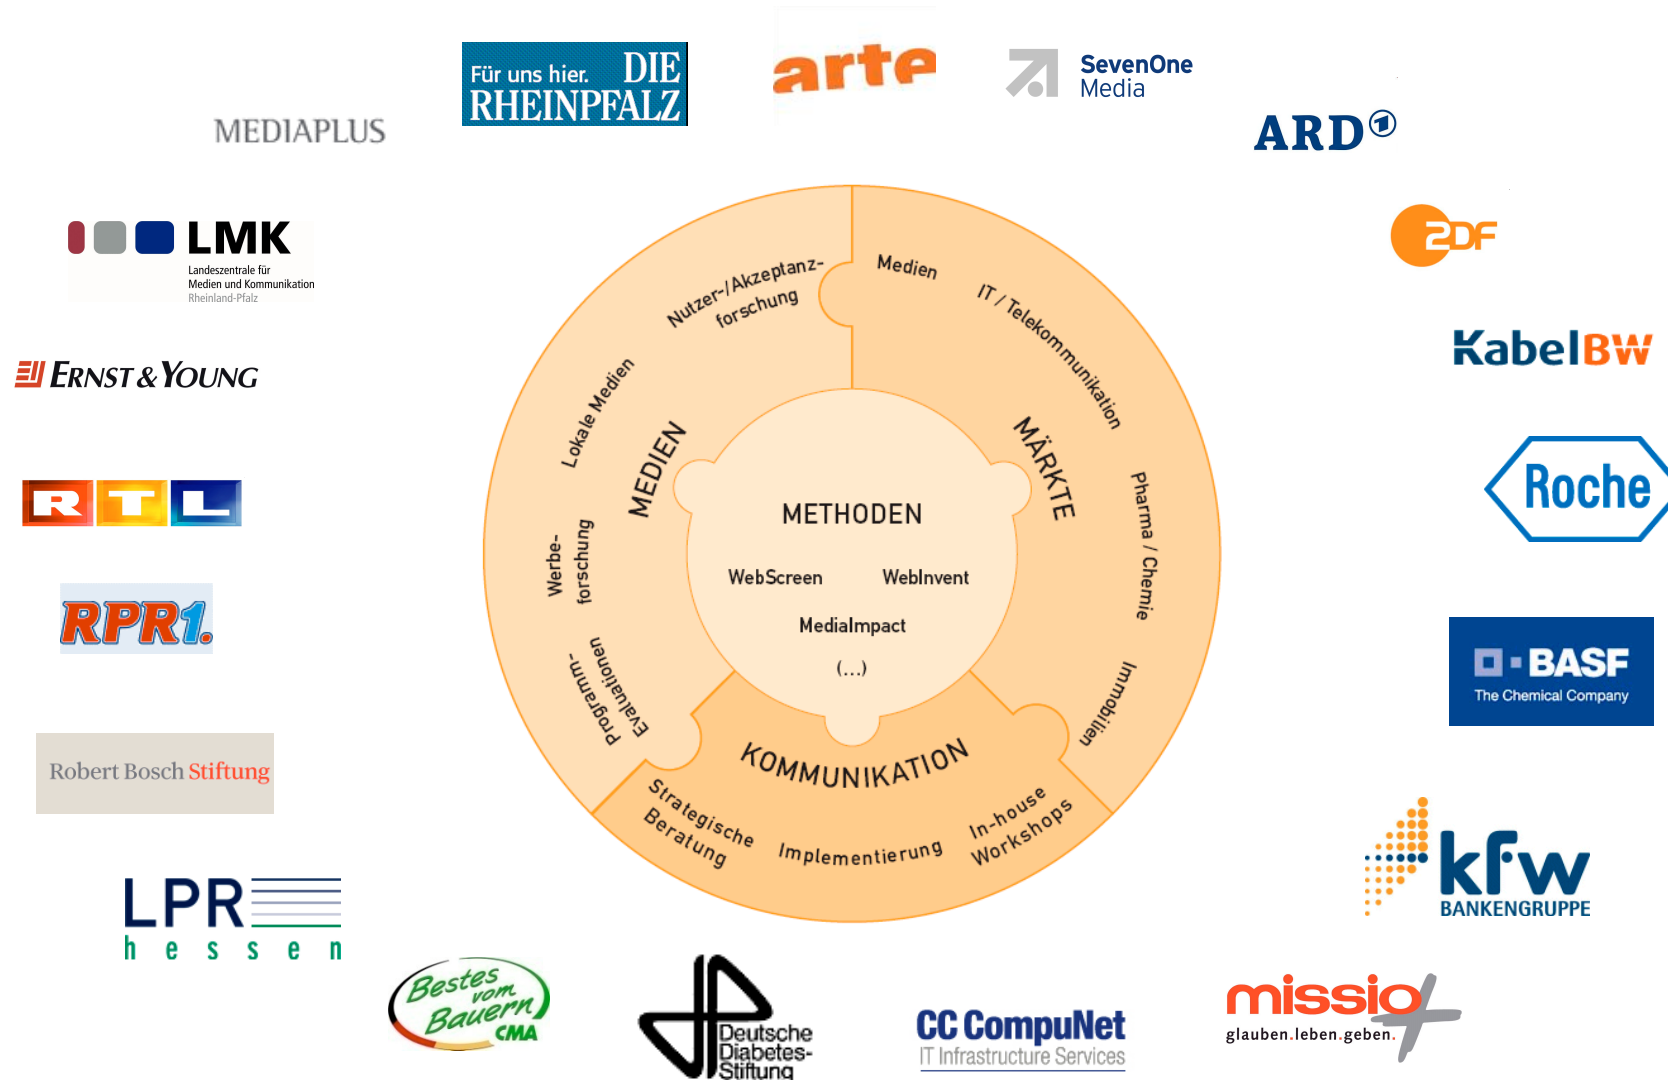 Für uns hier. DIE
RHEINPFALZ
arte
SevenOne
Media
MEDIAPLUS
ARD
LMK
Landeszentrale für
Medien und Kommunikation
Rheinland-Pfalz
ZDF
ERNST & YOUNG
KabelBW
RTL
Roche
RPR1.
BASF
The Chemical Company
Robert Bosch Stiftung
kfw
BANKENGRUPPE
LPR
hessen
Bestes
vom
Bauern
CMA
Deutsche
Diabetes-
Stiftung
CC CompuNet
IT Infrastructure Services
missio
glauben.leben.geben.
MEDIEN
Nutzer-/Akzeptanz-
forschung
Lokale Medien
Werbe-
forschung
Programm-
Evaluationen
MÄRKTE
Medien
IT / Telekommunikation
Pharma / Chemie
Immobilien
METHODEN
WebScreen WebInvent
MediaImpact
(...)
KOMMUNIKATION
Strategische
Beratung
Implementierung
In-house
Workshops